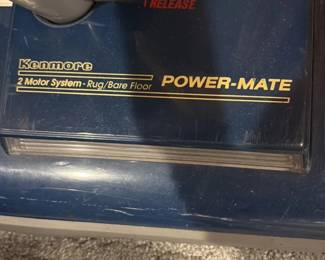 RELEASE
Kenmore
2 Motor System - Rug/Bare Floor POWER-MATE